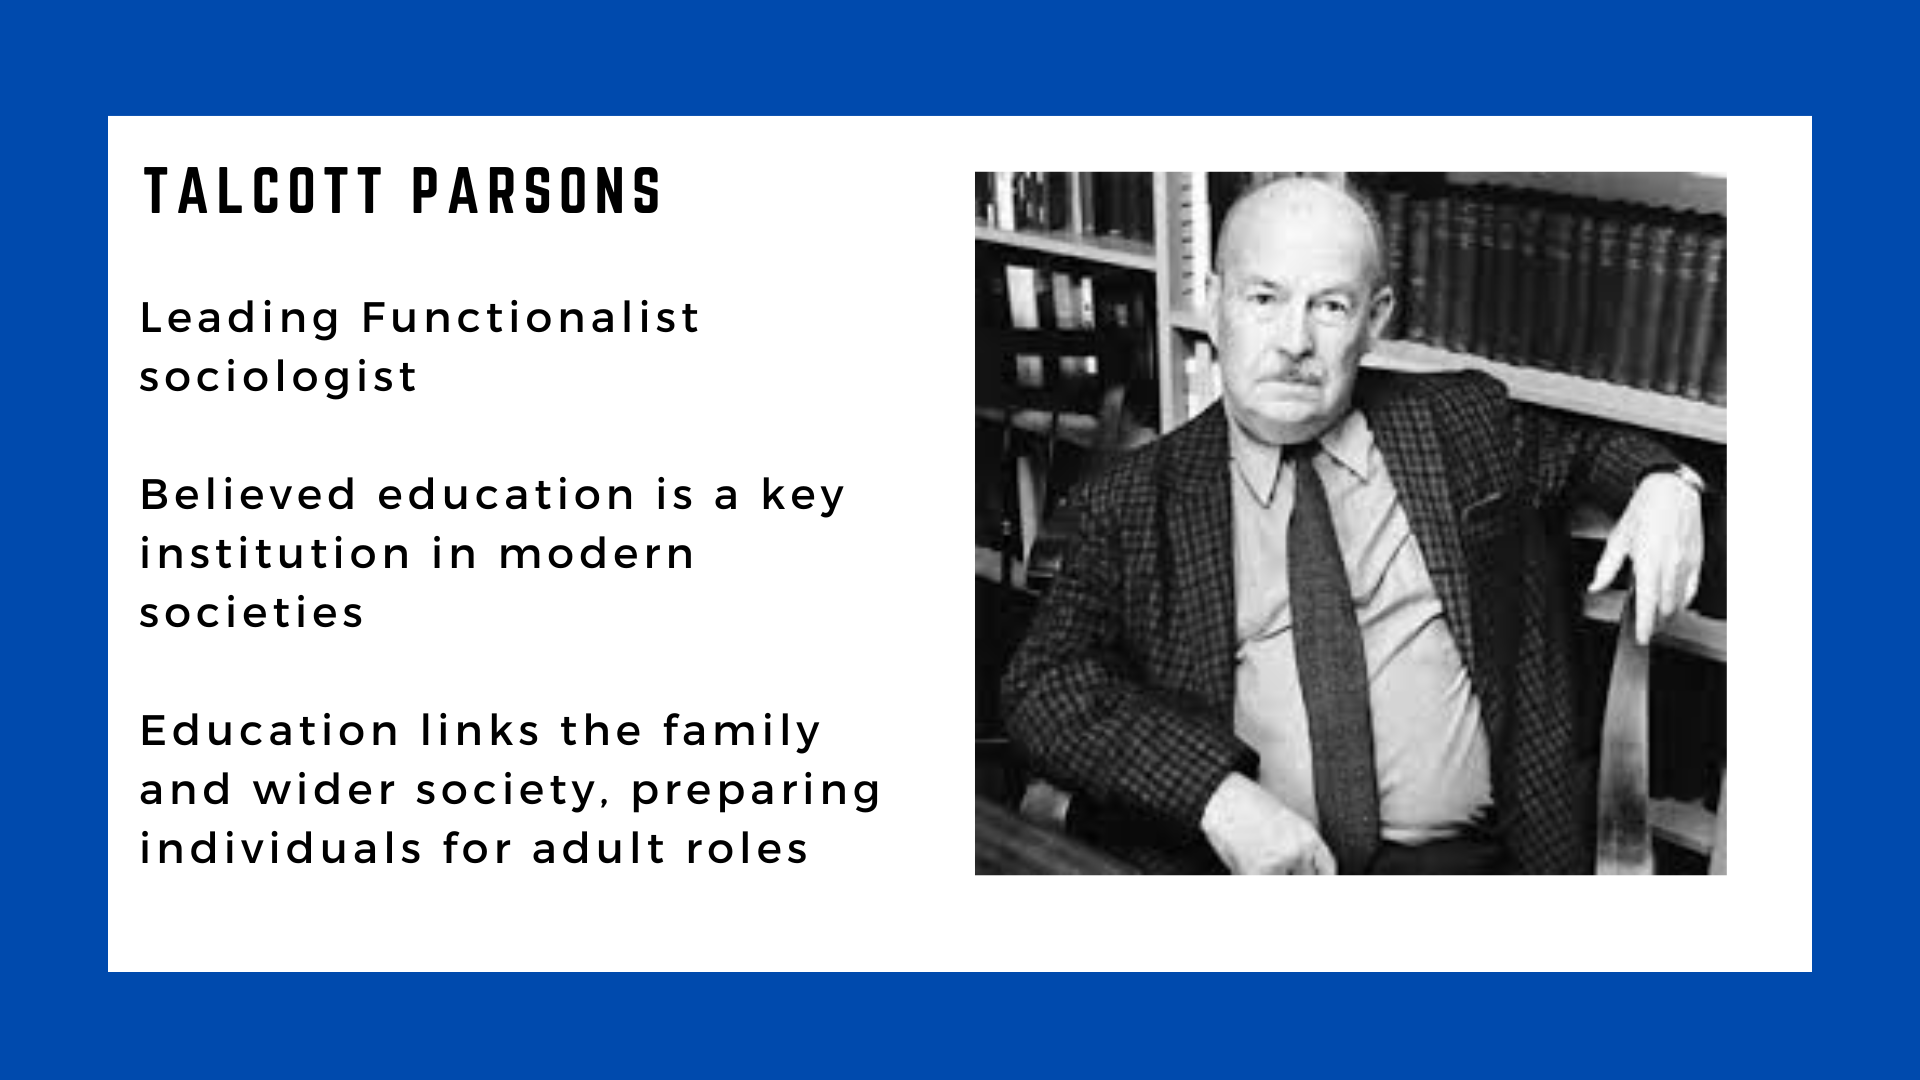 TALCOTT PARSONS
Leading Functionalist
sociologist
Believed education is a key
institution in modern
societies
Education links the family
and wider society, preparing
individuals for adult roles